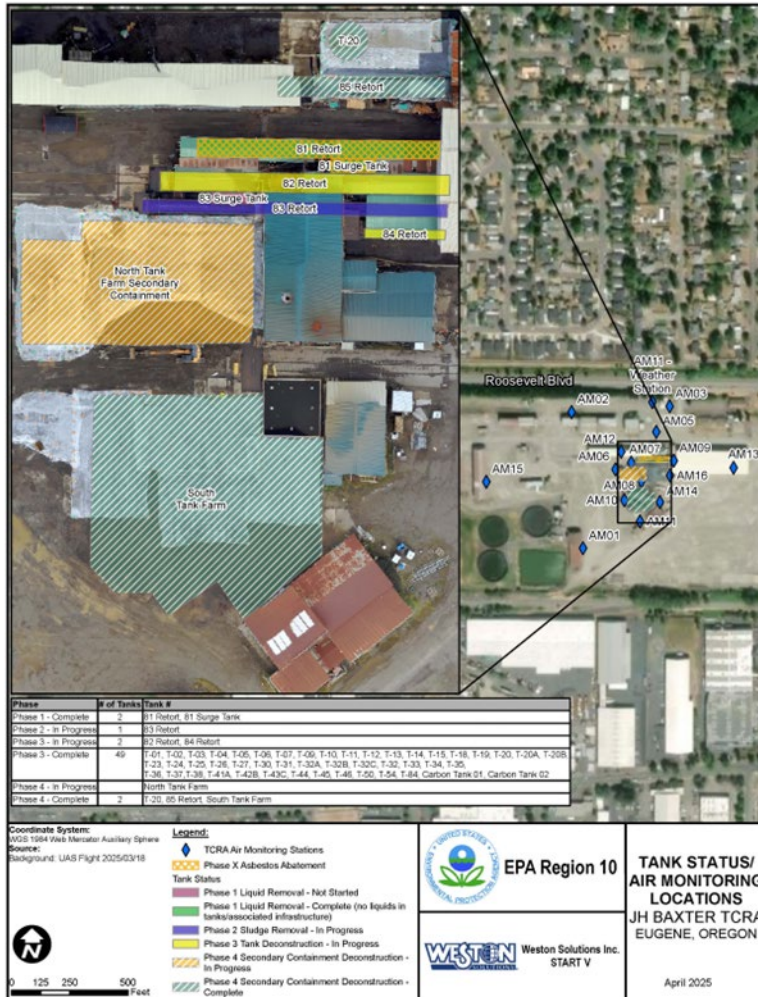 T-20
85 Retort
81 Retort
81 Surge Tank
82 Retort
83 Surge Tank
83 Retort
84 Retort
North Tank
Farm Secondary
Containment
South
Tank Farm
Roosevelt Blvd
AM11 -
Weather
Station
AM03
AM02
AM05
AM12
AM07
AM09
AM06
AM13
AM15
AM16
AM08
AM10
AM14
AM11
AM01
Phase # of Tanks Tank #
Phase 1 - Complete 2 81 Retort, 81 Surge Tank
Phase 2 - In Progress 1 83 Retort
Phase 3 - In Progress 2 82 Retort, 84 Retort
Phase 3 - Complete 49 T-01, T-02, T-03, T-04, T-05, T-06, T-07, T-09, T-10, T-11, T-12, T-13, T-14, T-15, T-18, T-19, T-20, T-20A, T-20B,
T-23, T-24, T-25, T-26, T-27, T-30, T-31, T-32A, T-32B, T-32C, T-32, T-33, T-34, T-35,
T-36, T-37,T-38, T-41A, T-42B, T-43C, T-44, T-45, T-46, T-50, T-54, T-84, Carbon Tank 01, Carbon Tank 02
Phase 4 - In Progress North Tank Farm
Phase 4 - Complete 2 T-20, 85 Retort, South Tank Farm
Coordinate System:
WGS 1984 Web Mercator Auxiliary Sphere
Source:
Background: UAS Flight 2025/03/18
N
0 125 250 500
Feet
Legend:
TCRA Air Monitoring Stations
Phase X Asbestos Abatement
Tank Status
Phase 1 Liquid Removal - Not Started
Phase 1 Liquid Removal - Complete (no liquids in
tanks/associated infrastructure)
Phase 2 Sludge Removal - In Progress
Phase 3 Tank Deconstruction - In Progress
Phase 4 Secondary Containment Deconstruction -
In Progress
Phase 4 Secondary Containment Deconstruction -
Complete
UNITED STATES
ENVIRONMENTAL PROTECTION AGENCY
EPA Region 10
WESTON
SOLUTIONS
Weston Solutions Inc.
START V
TANK STATUS/
AIR MONITORING
LOCATIONS
JH BAXTER TCRA
EUGENE, OREGON
April 2025